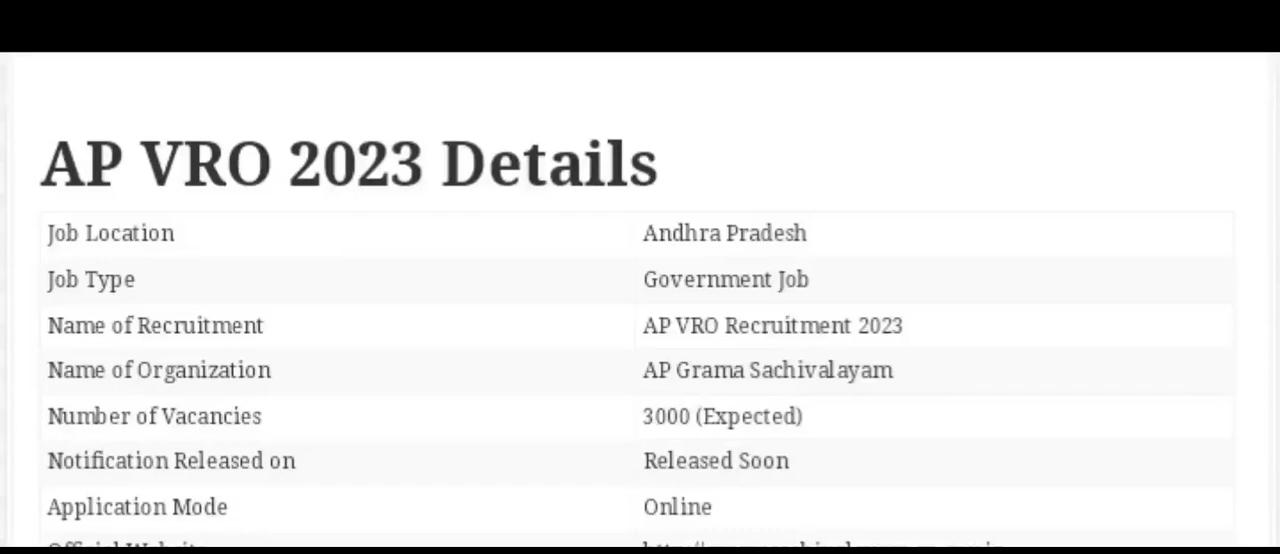 AP VRO 2023 Details
Job Location Andhra Pradesh
Job Type Government Job
Name of Recruitment AP VRO Recruitment 2023
Name of Organization AP Grama Sachivalayam
Number of Vacancies 3000 (Expected)
Notification Released on Released Soon
Application Mode Online